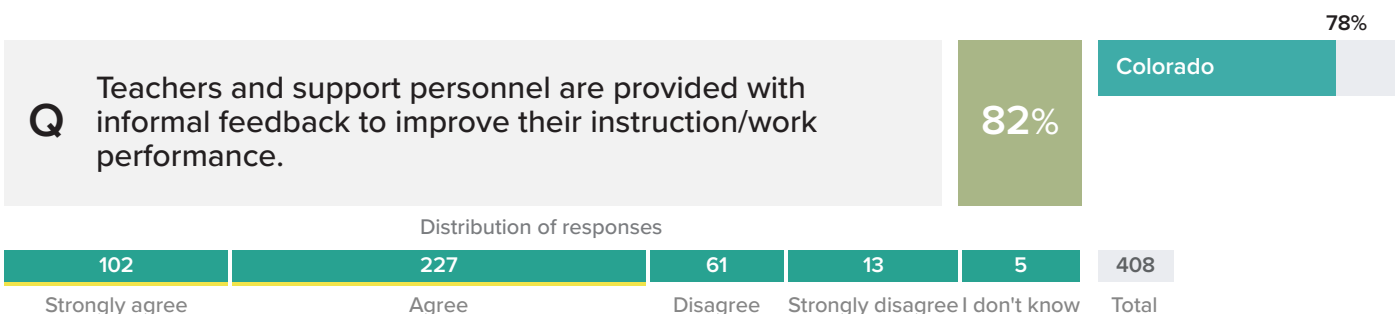 78%
Q
Teachers and support personnel are provided with
informal feedback to improve their instruction/work
performance.
82%
Colorado
Distribution of responses
102 227 61 13 5 408
Strongly agree Agree Disagree Strongly disagree I don't know Total